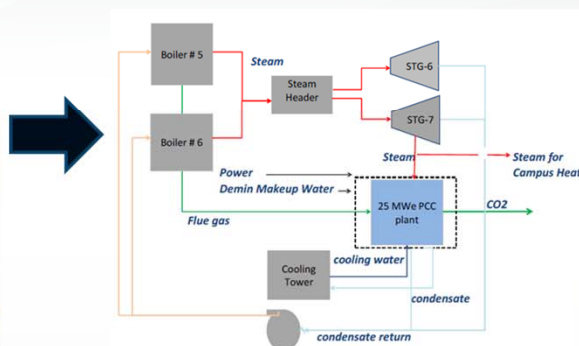 Boiler # 5
Steam
STG-6
Steam
Header
Boiler # 6
STG-7
Steam
Steam for
Campus Heat
Power
Demin Makeup Water
25 MWe PCC
plant
CO2
Flue gas
cooling water
Cooling
Tower
condensate
condensate return